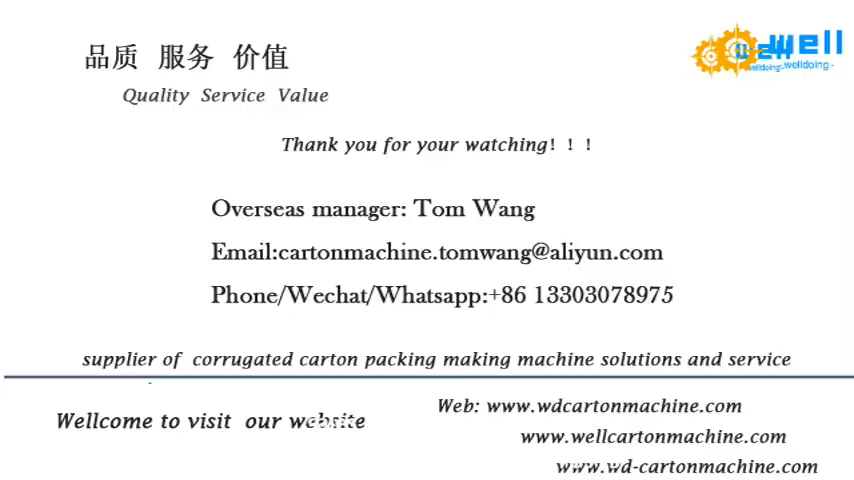 品质 服务 价值
Quality Service Value
well
-welldoing-
Thank you for your watching！！！
Overseas manager: Tom Wang
Email:cartonmachine.tomwang@aliyun.com
Phone/Wechat/Whatsapp:+86 13303078975
supplier of corrugated carton packing making machine solutions and service
Wellcome to visit our website
Web: www.wdcartonmachine.com
www.wellcartonmachine.com
www.wd-cartonmachine.com